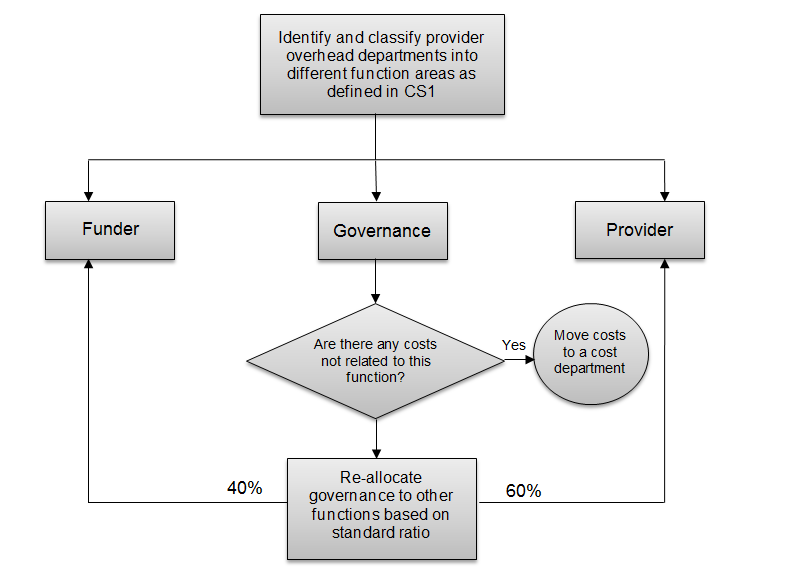 Identify and classify provider
overhead departments into
different function areas as
defined in CS1
Funder
Governance
Provider
Are there any costs
not related to this
function?
Yes
Move costs
to a cost
department
Re-allocate
governance to other
functions based on
standard ratio
40%
60%